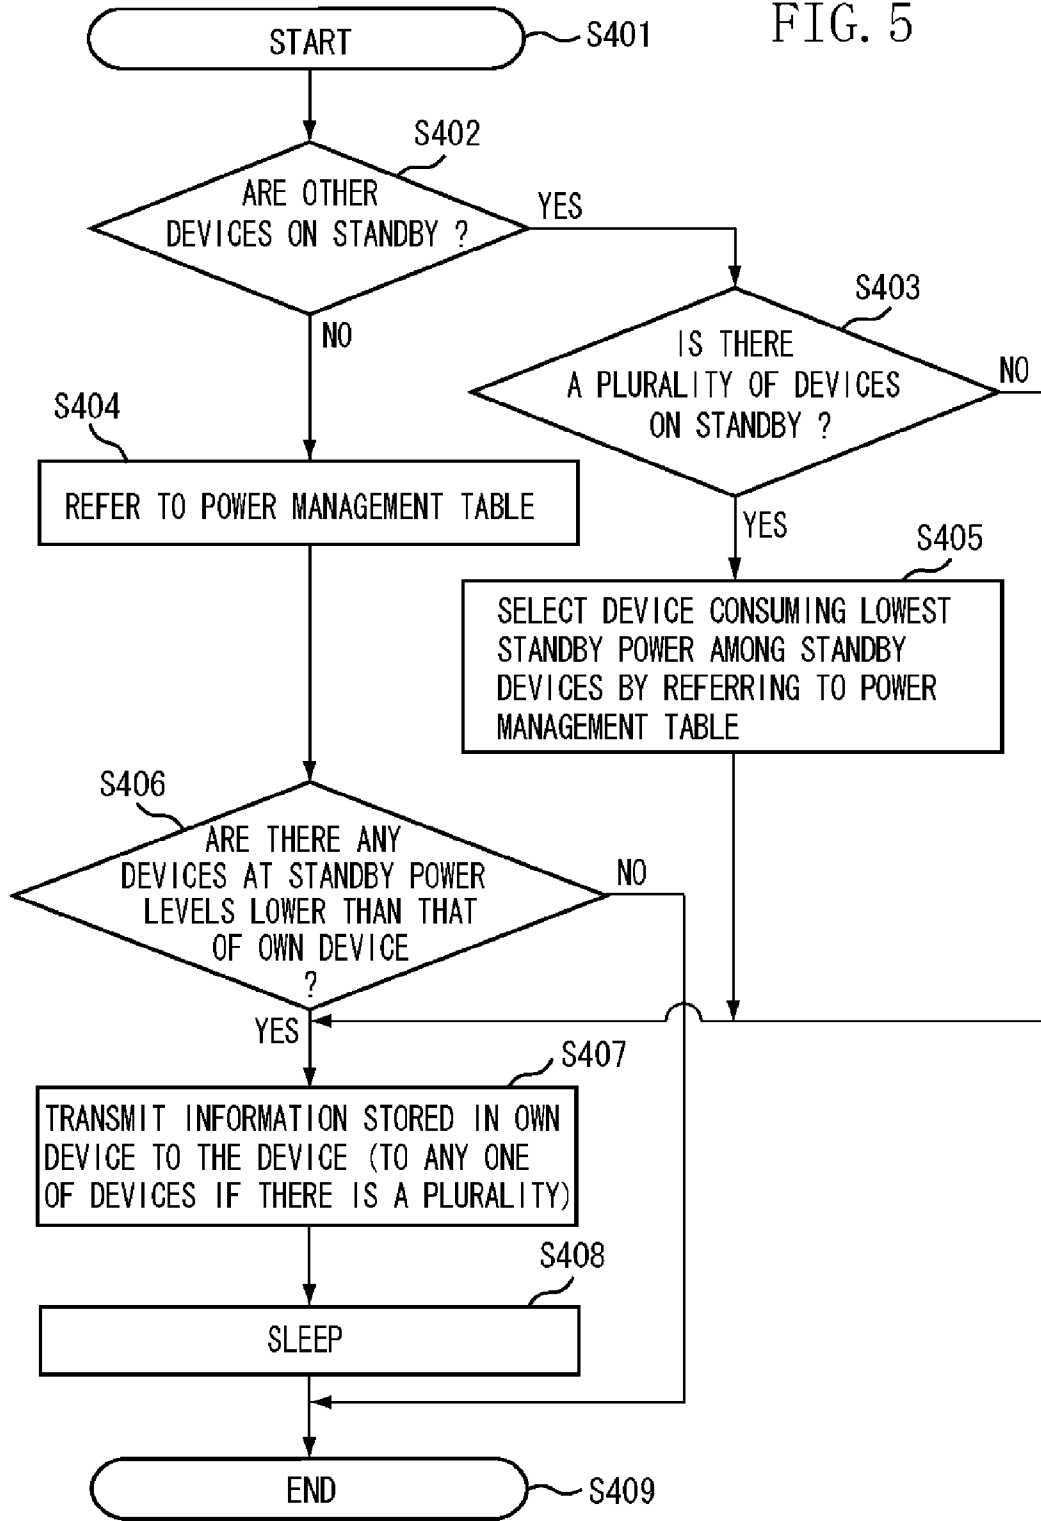 FIG. 5
START
S401
S402
ARE OTHER
DEVICES ON STANDBY ?
YES
NO
S403
IS THERE
A PLURALITY OF DEVICES
ON STANDBY ?
NO
YES
S404
REFER TO POWER MANAGEMENT TABLE
S405
SELECT DEVICE CONSUMING LOWEST
STANDBY POWER AMONG STANDBY
DEVICES BY REFERRING TO POWER
MANAGEMENT TABLE
S406
ARE THERE ANY
DEVICES AT STANDBY POWER
LEVELS LOWER THAN THAT
OF OWN DEVICE
?
NO
YES
S407
TRANSMIT INFORMATION STORED IN OWN
DEVICE TO THE DEVICE (TO ANY ONE
OF DEVICES IF THERE IS A PLURALITY)
S408
SLEEP
END
S409